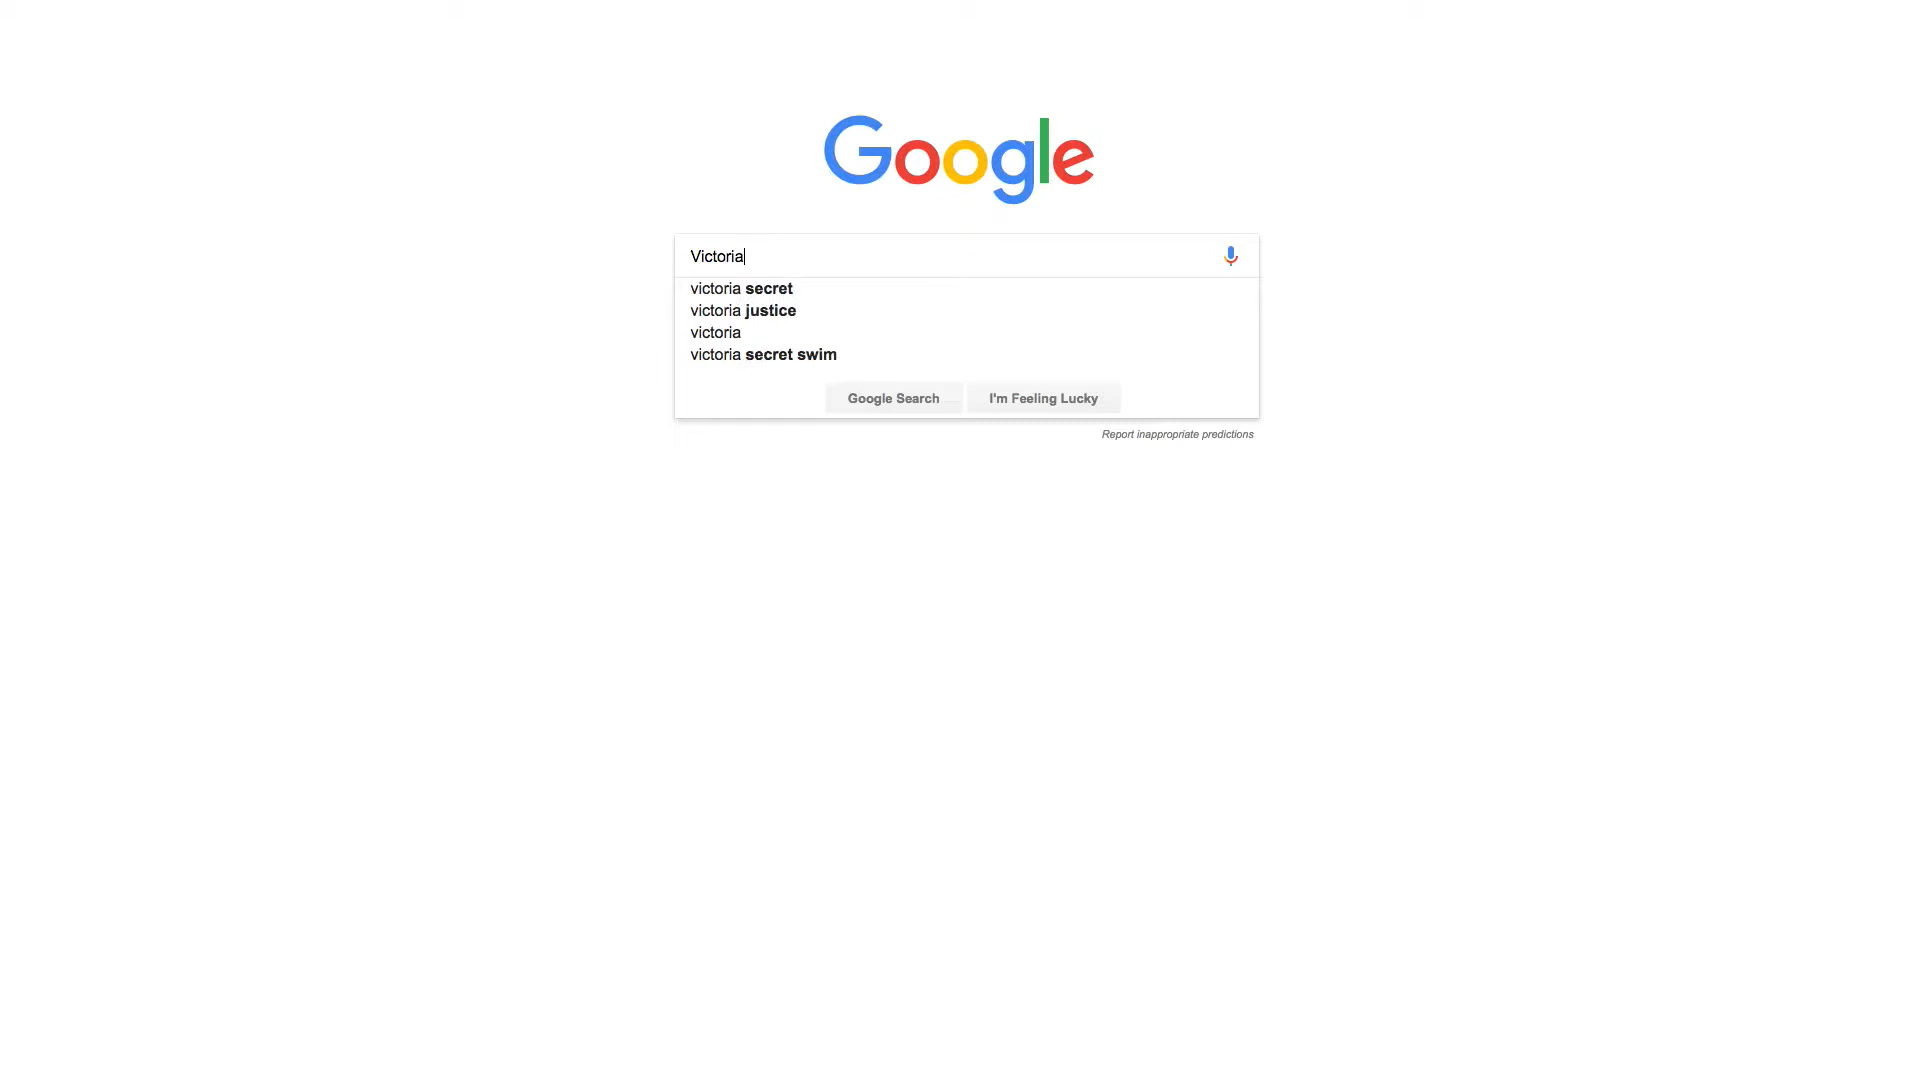 Google
Victoria
victoria secret
victoria justice
victoria
victoria secret swim
Google Search I'm Feeling Lucky
Report inappropriate predictions